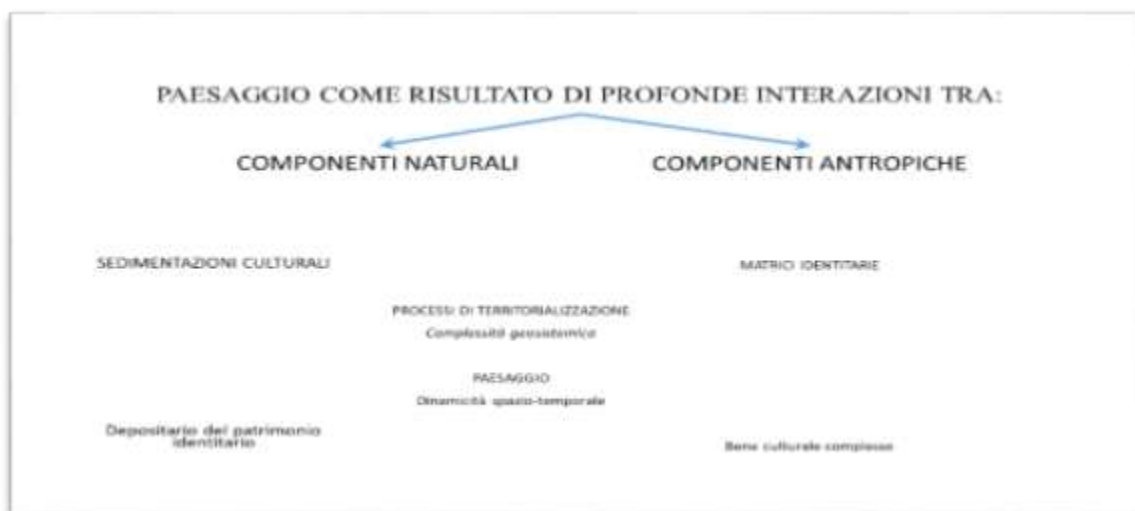 PAESAGGIO COME RISULTATO DI PROFONDE INTERAZIONI TRA:
COMPONENTI NATURALI
COMPONENTI ANTROPICHE
SEDIMENTAZIONI CULTURALI
MATRICI IDENTITARIE
PROCESSI DI TERRITORIALIZZAZIONE
Complessità geosistemica
PAESAGGIO
Dinamicità spazio-temporale
Depositario del patrimonio
identitario
Bene culturale complesso